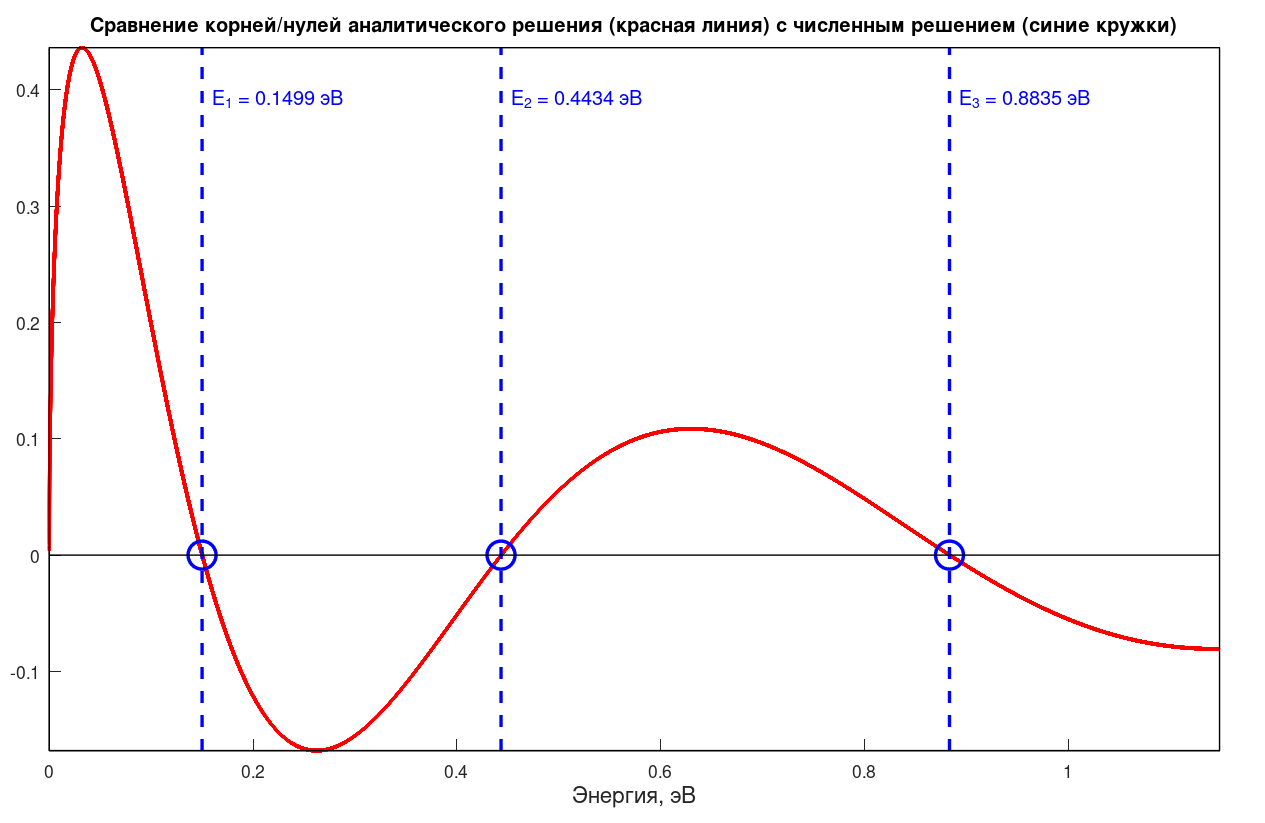 Сравнение корней/нулей аналитического решения (красная линия) с численным решением (синие кружки)
E₁ = 0.1499 эВ
E₂ = 0.4434 эВ
E₃ = 0.8835 эВ
0.4
0.3
0.2
0.1
0
-0.1
0
0.2
0.4
0.6
0.8
1
Энергия, эВ